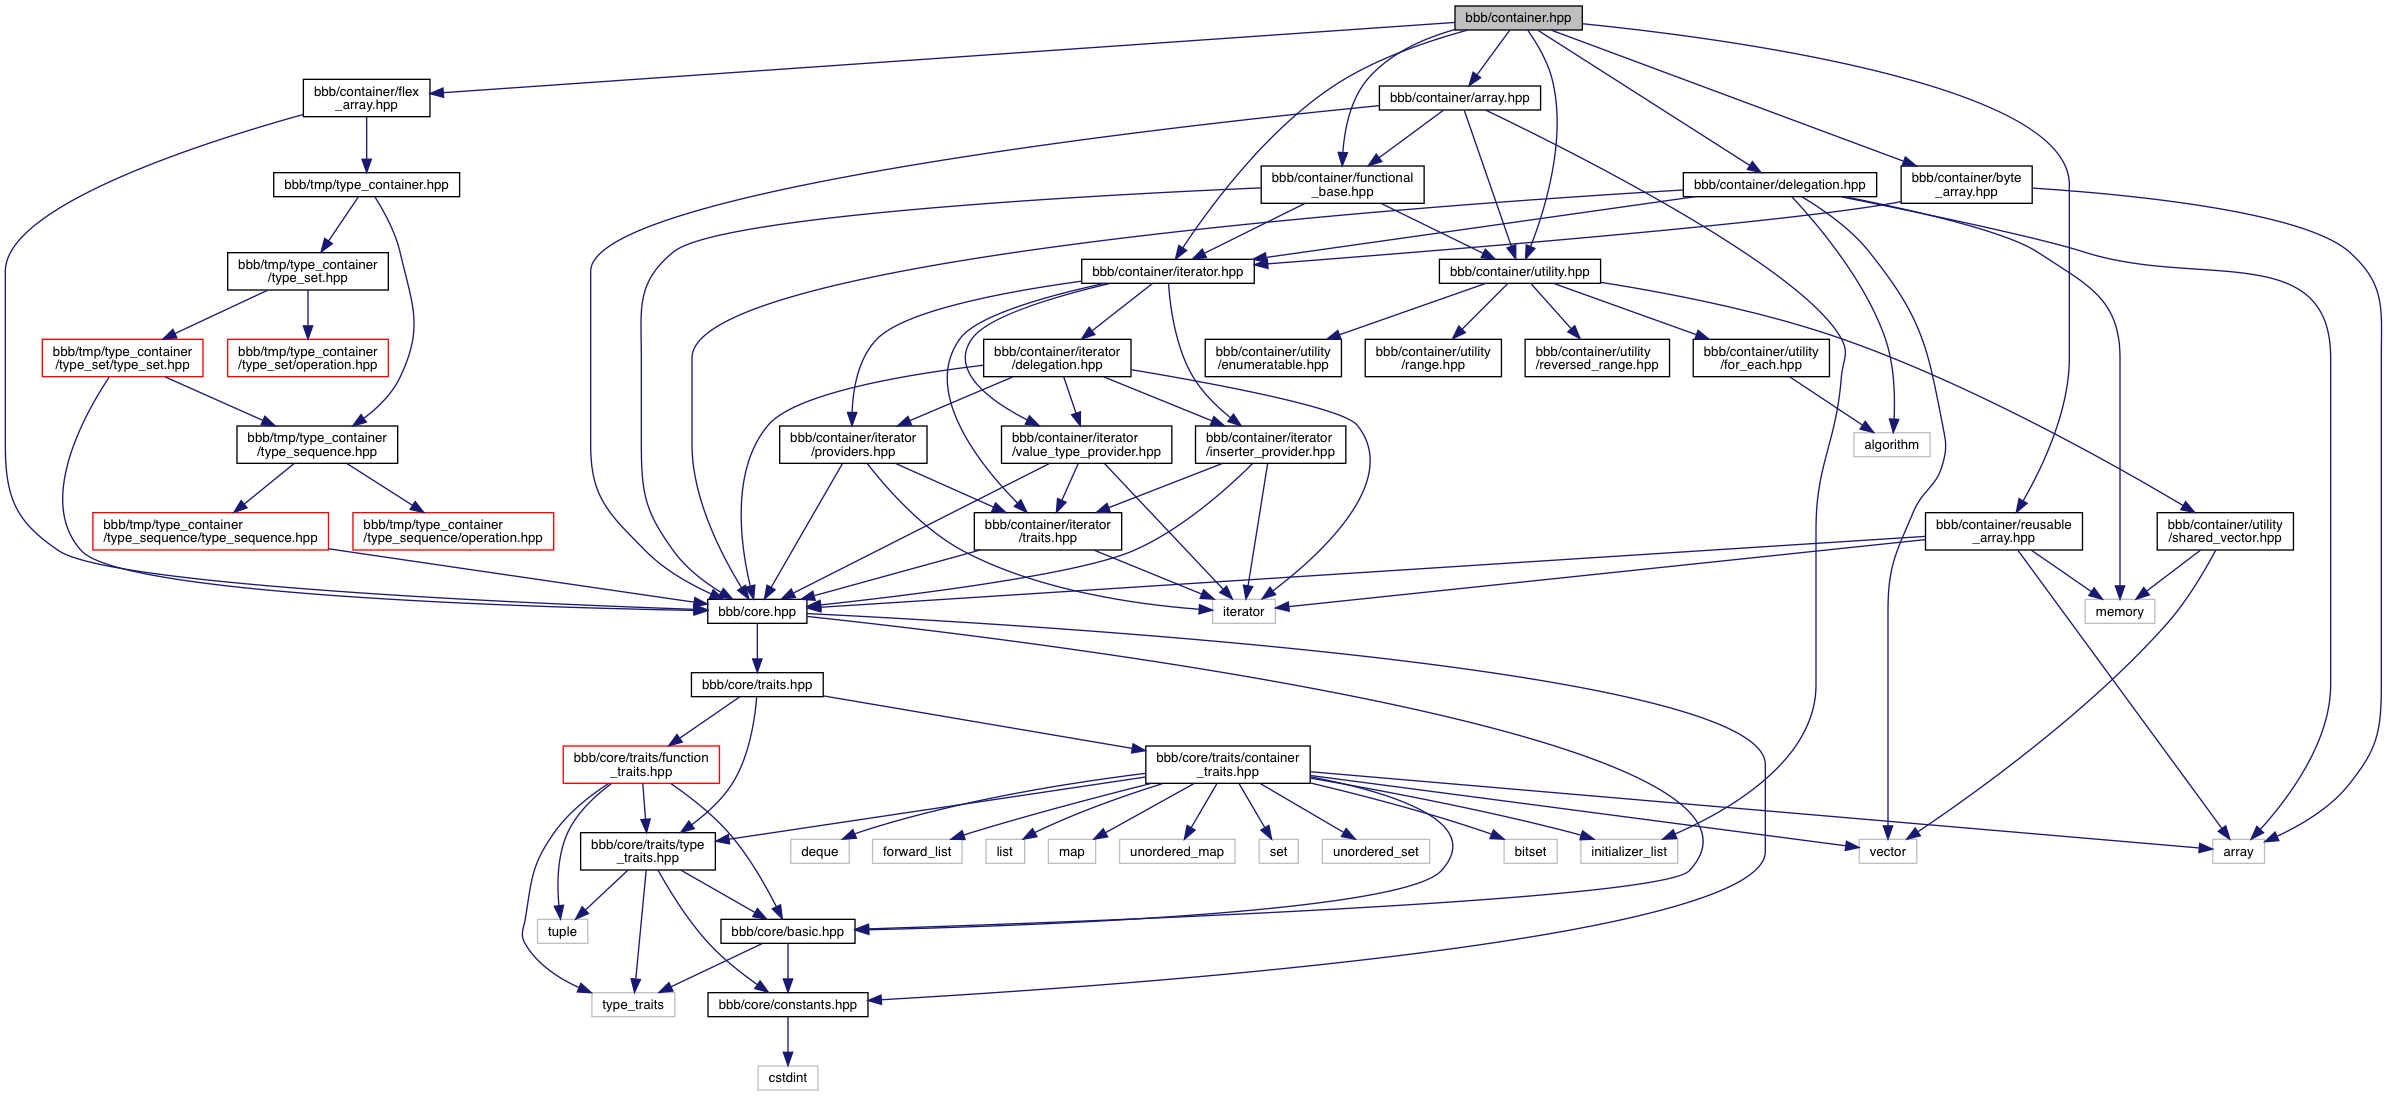 bbb/container.hpp
bbb/container/flex
_array.hpp
bbb/container/array.hpp
bbb/tmp/type_container.hpp
bbb/container/functional
_base.hpp
bbb/container/delegation.hpp
bbb/container/byte
_array.hpp
bbb/tmp/type_container
/type_set.hpp
bbb/container/iterator.hpp
bbb/container/utility.hpp
bbb/tmp/type_container
/type_set/type_set.hpp
bbb/tmp/type_container
/type_set/operation.hpp
bbb/container/iterator
/delegation.hpp
bbb/container/utility
/enumeratable.hpp
bbb/container/utility
/range.hpp
bbb/container/utility
/reversed_range.hpp
bbb/container/utility
/for_each.hpp
bbb/tmp/type_container
/type_sequence.hpp
bbb/container/iterator
/providers.hpp
bbb/container/iterator
/value_type_provider.hpp
bbb/container/iterator
/inserter_provider.hpp
algorithm
bbb/tmp/type_container
/type_sequence/type_sequence.hpp
bbb/tmp/type_container
/type_sequence/operation.hpp
bbb/container/iterator
/traits.hpp
bbb/container/reusable
_array.hpp
bbb/container/utility
/shared_vector.hpp
bbb/core.hpp
iterator
memory
bbb/core/traits.hpp
bbb/core/traits/function
_traits.hpp
bbb/core/traits/container
_traits.hpp
bbb/core/traits/type
_traits.hpp
deque
forward_list
list
map
unordered_map
set
unordered_set
bitset
initializer_list
vector
array
tuple
bbb/core/basic.hpp
type_traits
bbb/core/constants.hpp
cstdint